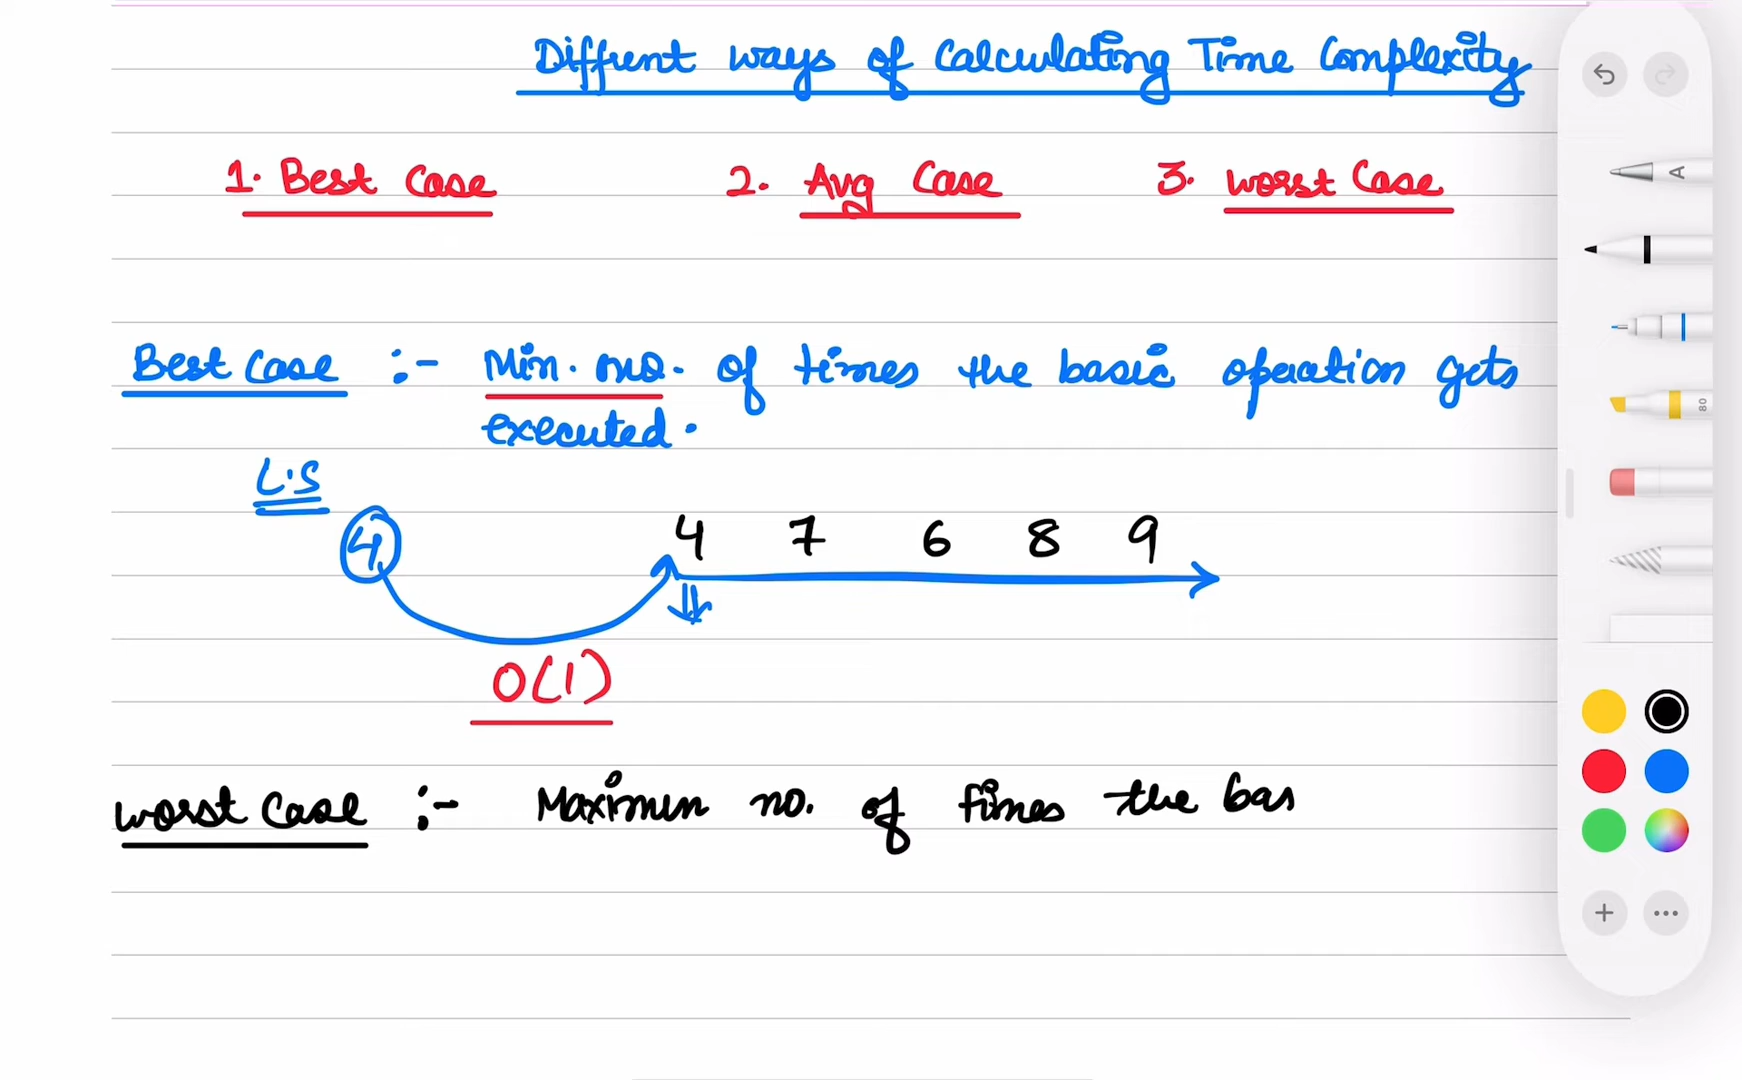 Diffrent ways of Calculating Time Complexity
1. Best Case 2. Avg Case 3. Worst Case
Best Case :- Min. no. of times the basic operation gets
executed.
L.S
4 4 7 6 8 9
O(1)
Worst Case :- Maximum no. of times the bas
A
80